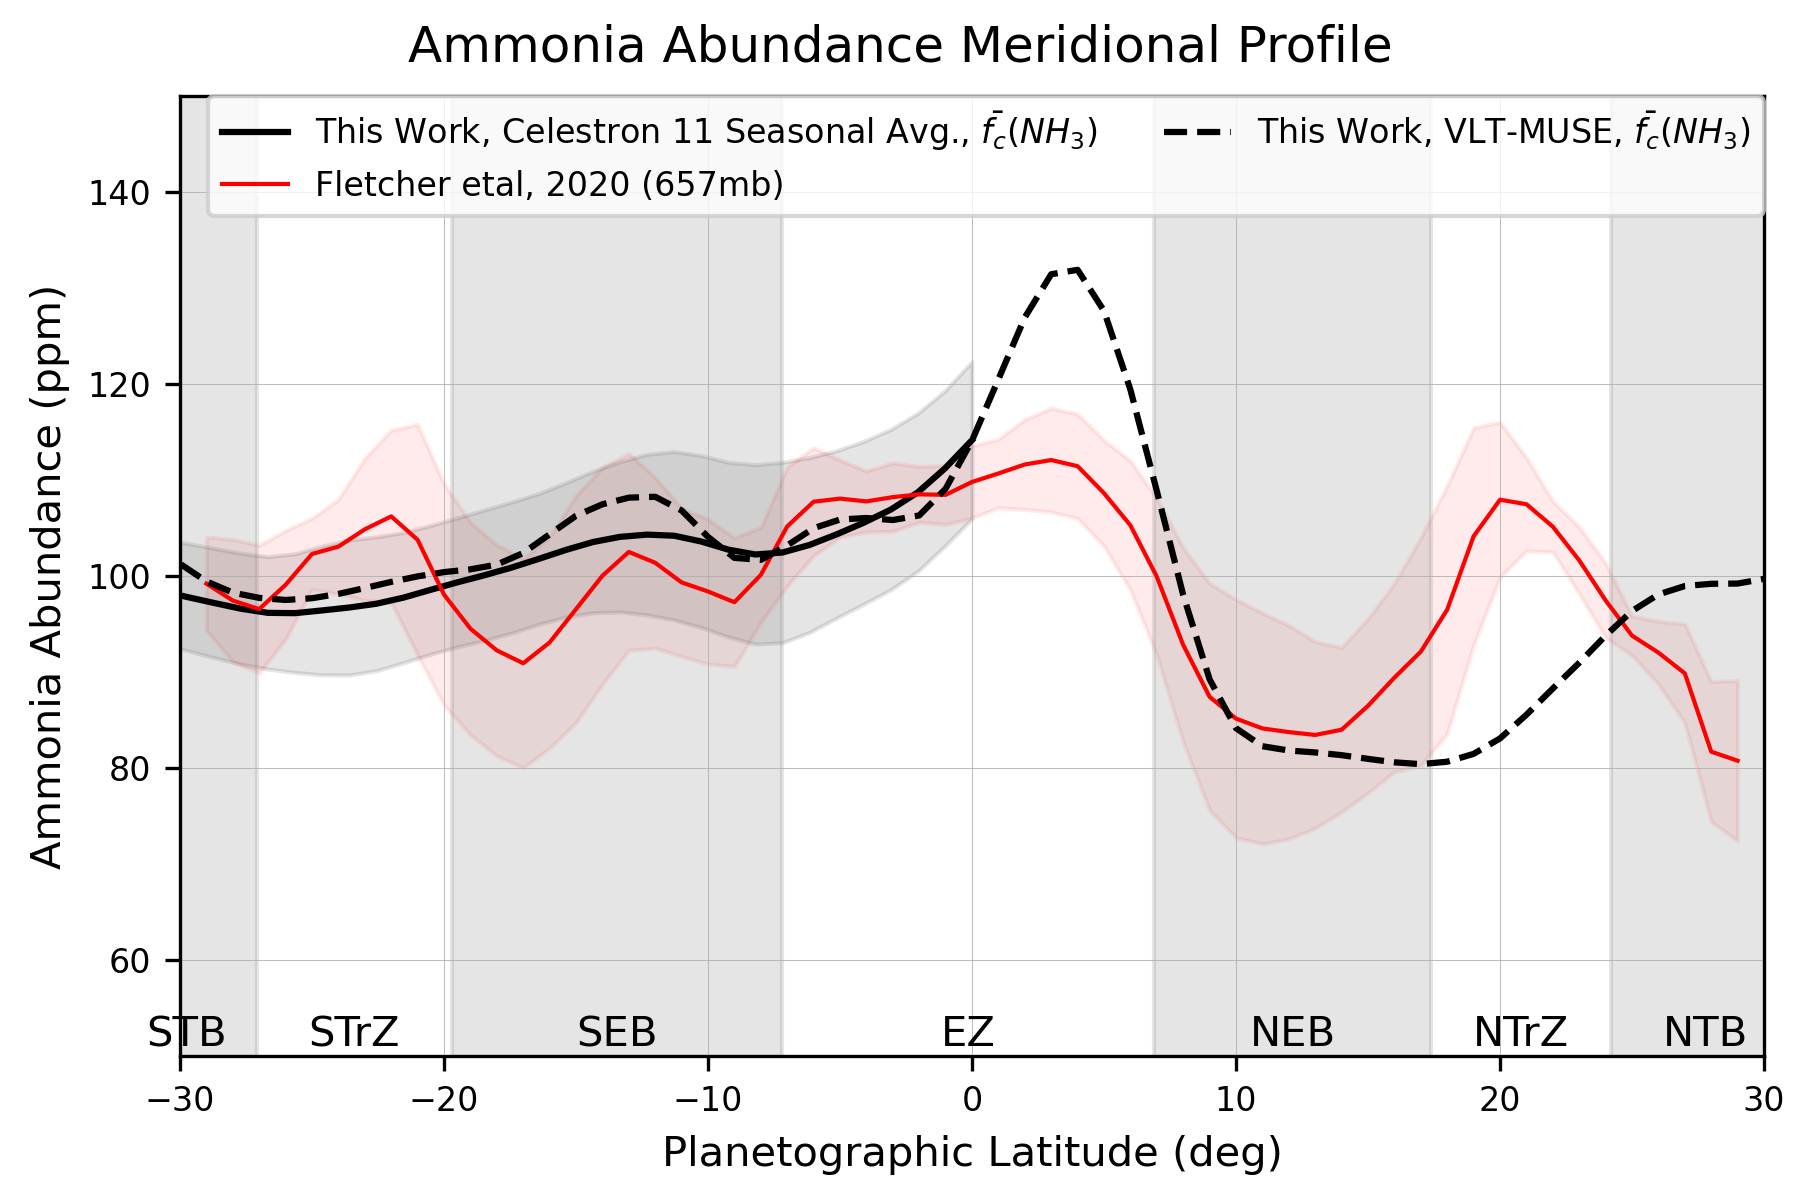 Ammonia Abundance Meridional Profile
This Work, Celestron 11 Seasonal Avg., f̄c(NH3)
This Work, VLT-MUSE, f̄c(NH3)
Fletcher etal, 2020 (657mb)
Ammonia Abundance (ppm)
140
120
100
80
60
STB STrZ SEB EZ NEB NTrZ NTB
−30 −20 −10 0 10 20 30
Planetographic Latitude (deg)